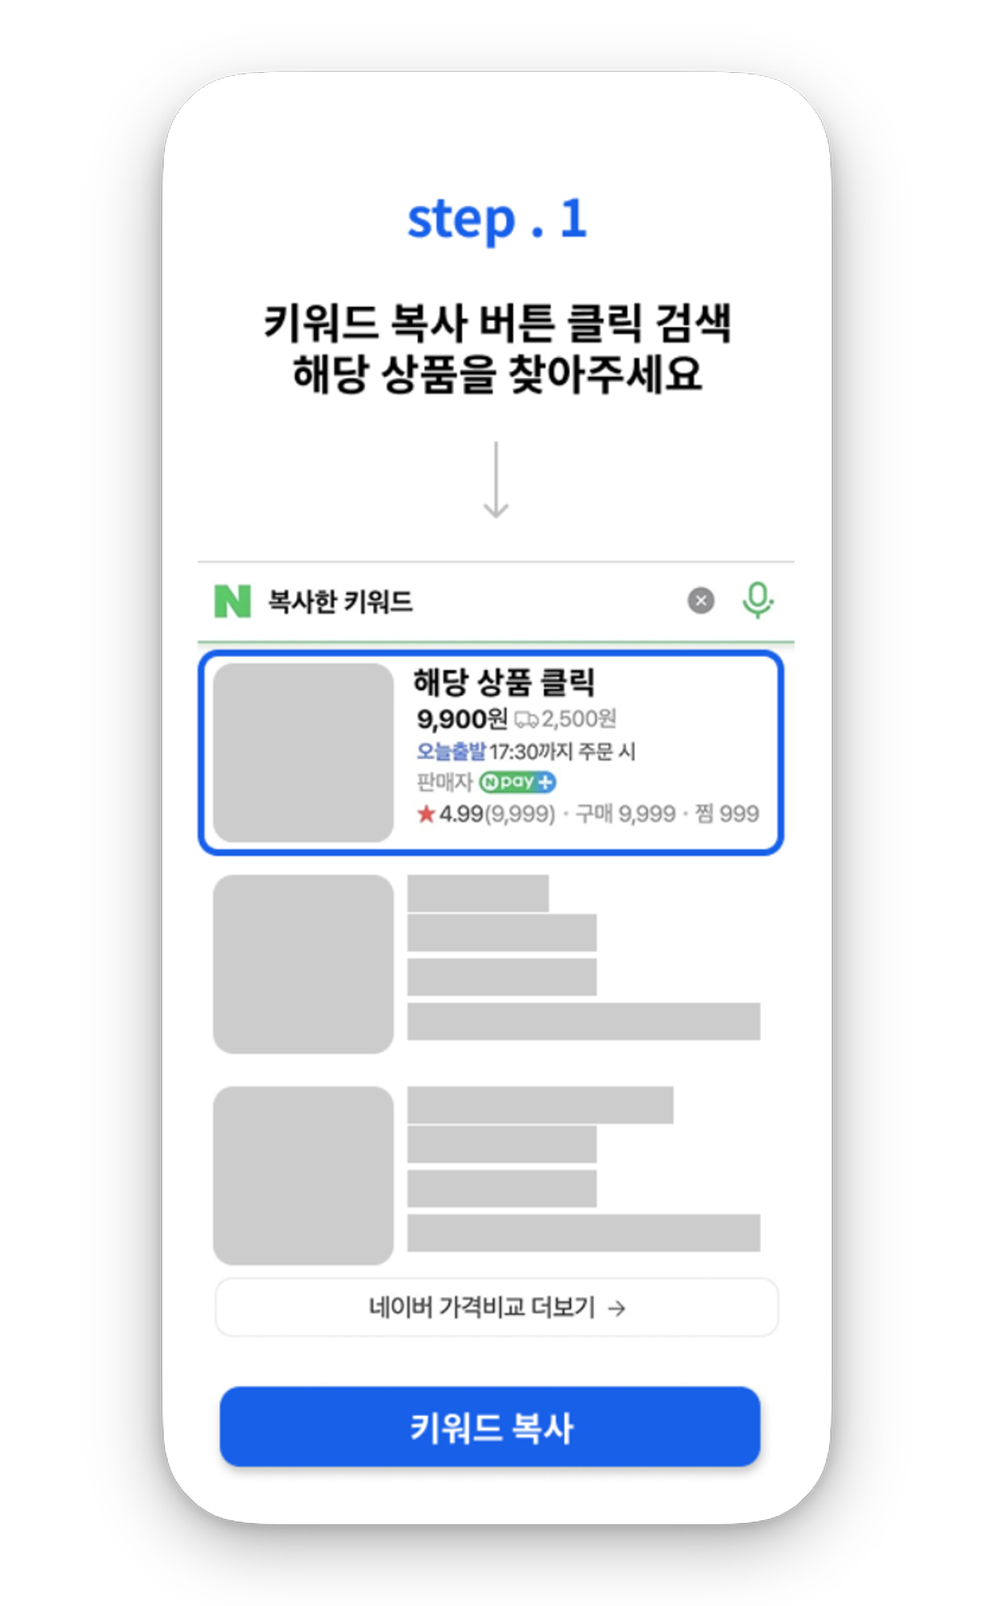 step . 1
키워드 복사 버튼 클릭 검색
해당 상품을 찾아주세요
N 복사한 키워드
해당 상품 클릭
9,900원 2,500원
오늘출발 17:30까지 주문 시
판매자 N pay +
★4.99(9,999) · 구매 9,999 · 찜 999
네이버 가격비교 더보기 →
키워드 복사